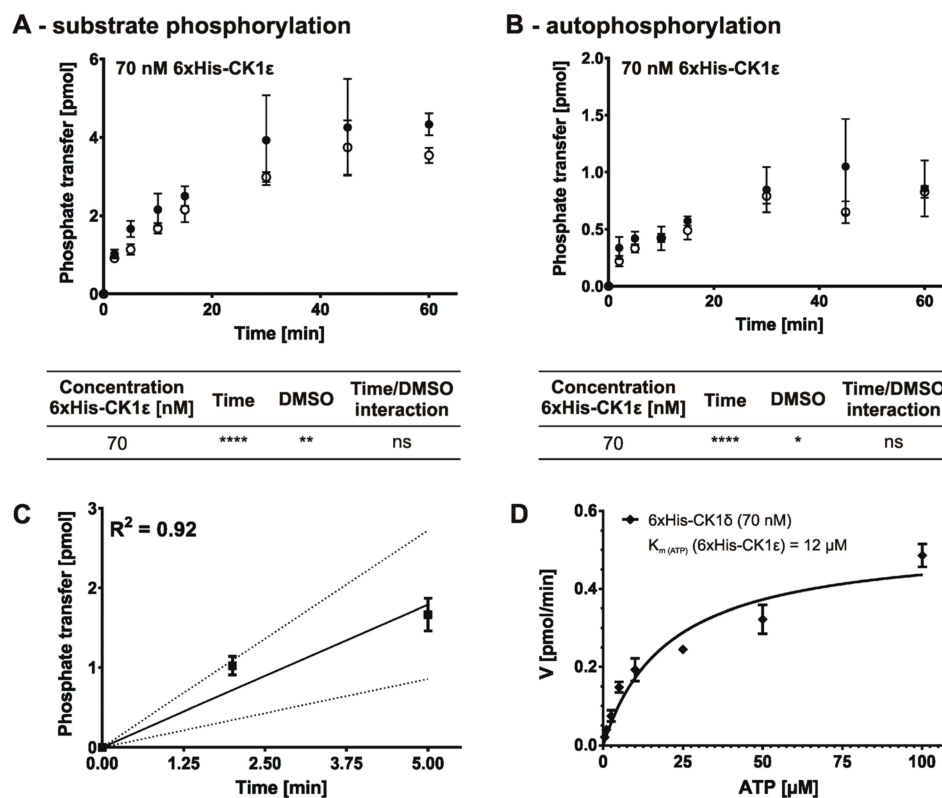 A - substrate phosphorylation
70 nM 6xHis-CK1ε
Phosphate transfer [pmol]
6
4
2
0
0 20 40 60
Time [min]
B - autophosphorylation
70 nM 6xHis-CK1ε
Phosphate transfer [pmol]
2.0
1.5
1.0
0.5
0.0
0 20 40 60
Time [min]
Concentration 6xHis-CK1ε [nM] Time DMSO Time/DMSO interaction
70 **** ** ns
Concentration 6xHis-CK1ε [nM] Time DMSO Time/DMSO interaction
70 **** * ns
C
R² = 0.92
Phosphate transfer [pmol]
3
2
1
0
0.00 1.25 2.50 3.75 5.00
Time [min]
D
6xHis-CK1δ (70 nM)
Km (ATP) (6xHis-CK1ε) = 12 µM
V [pmol/min]
0.6
0.4
0.2
0.0
0 25 50 75 100
ATP [µM]